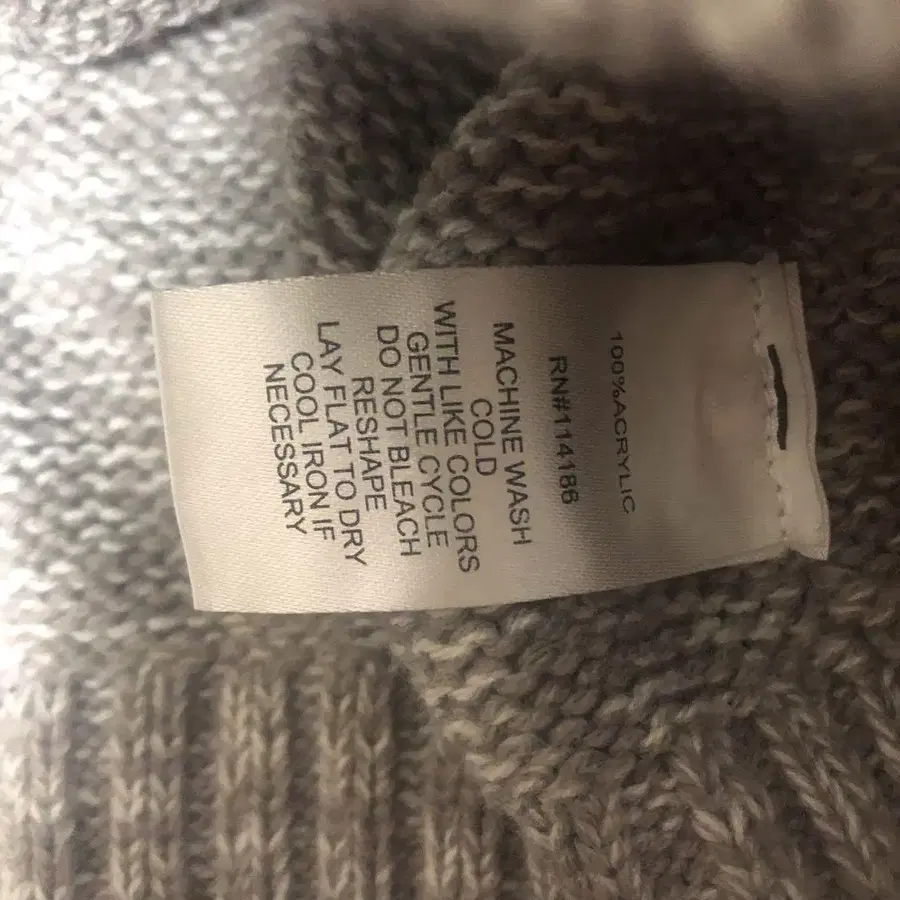 100%ACRYLIC
RN#114186
MACHINE WASH
COLD
WITH LIKE COLORS
GENTLE CYCLE
DO NOT BLEACH
RESHAPE
LAY FLAT TO DRY
COOL IRON IF
NECESSARY